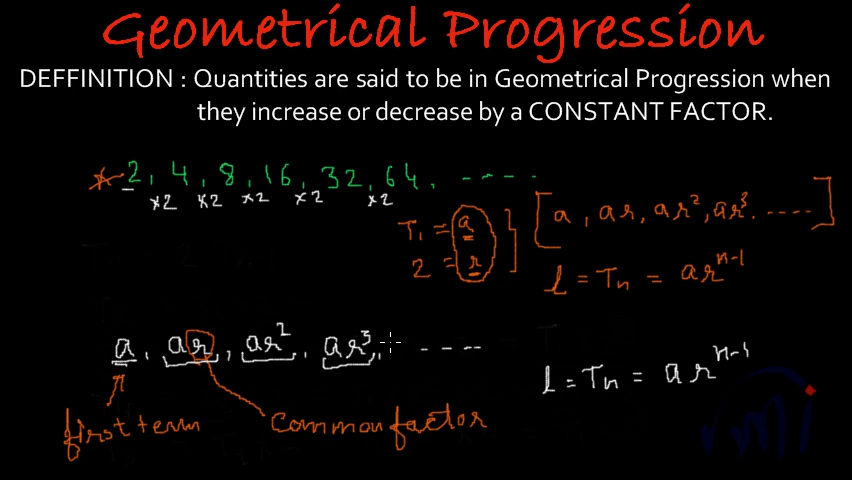 Geometrical Progression
DEFFINITION : Quantities are said to be in Geometrical Progression when
they increase or decrease by a CONSTANT FACTOR.
* 2, 4, 8, 16, 32, 64, -----
×2 ×2 ×2 ×2 ×2
T₁ = a
2 = r
[a, ar, ar², ar³. ----]
l = Tₙ = ar^(n-1)
a, ar, ar², ar³, ----
l = Tₙ = ar^(n-1)
first term
Common factor
vmi